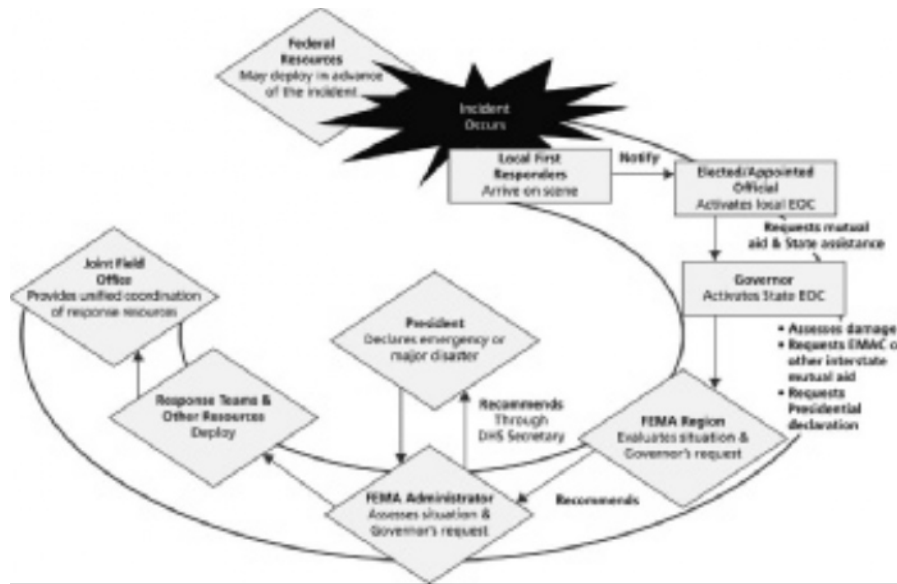 Federal
Resources
May deploy in advance
of the incident
Incident
Occurs
Local First
Responders
Arrive on scene
Notify
Elected/Appointed
Official
Activates local EOC
Requests mutual
aid & State assistance
Governor
Activates State EOC
• Assesses damage
• Requests EMAC o
other interstate
mutual aid
• Requests
Presidential
declaration
FEMA Region
Evaluates situation &
Governor's request
Recommends
FEMA Administrator
Assesses situation &
Governor's request
Recommends
Through
DHS Secretary
President
Declares emergency or
major disaster
Response Teams &
Other Resources
Deploy
Joint Field
Office
Provides unified coordination
of response resources